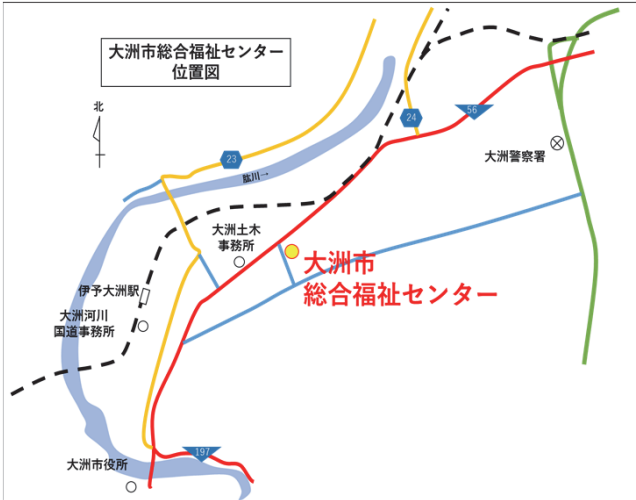 大洲市総合福祉センター
位置図
北
56
24
大洲警察署
23
肱川→
大洲土木
事務所
大洲市
総合福祉センター
伊予大洲駅
大洲河川
国道事務所
197
大洲市役所